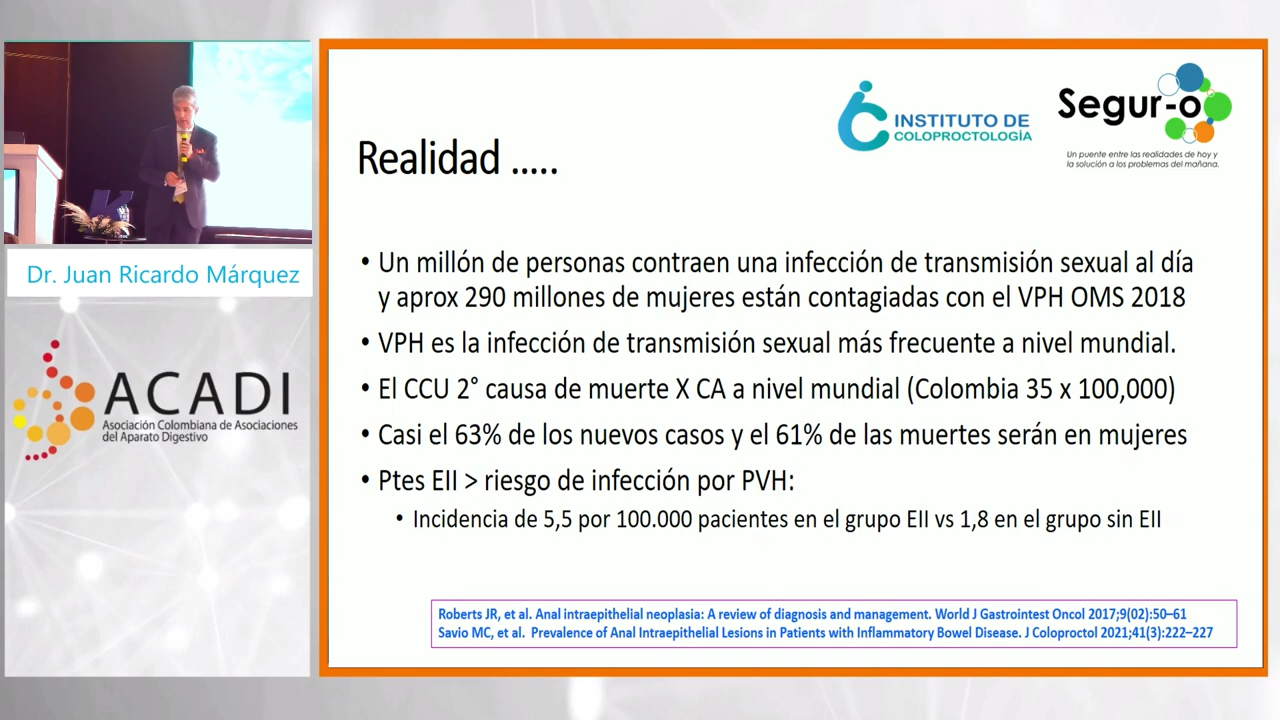 Dr. Juan Ricardo Márquez
ACADI
Asociación Colombiana de Asociaciones
del Aparato Digestivo
INSTITUTO DE
COLOPROCTOLOGÍA
Segur-o
Un puente entre las realidades de hoy y
la solución a los problemas del mañana.
Realidad .....
• Un millón de personas contraen una infección de transmisión sexual al día
y aprox 290 millones de mujeres están contagiadas con el VPH OMS 2018
• VPH es la infección de transmisión sexual más frecuente a nivel mundial.
• El CCU 2° causa de muerte X CA a nivel mundial (Colombia 35 x 100,000)
• Casi el 63% de los nuevos casos y el 61% de las muertes serán en mujeres
• Ptes EII > riesgo de infección por PVH:
• Incidencia de 5,5 por 100.000 pacientes en el grupo EII vs 1,8 en el grupo sin EII
Roberts JR, et al. Anal intraepithelial neoplasia: A review of diagnosis and management. World J Gastrointest Oncol 2017;9(02):50–61
Savio MC, et al. Prevalence of Anal Intraepithelial Lesions in Patients with Inflammatory Bowel Disease. J Coloproctol 2021;41(3):222–227